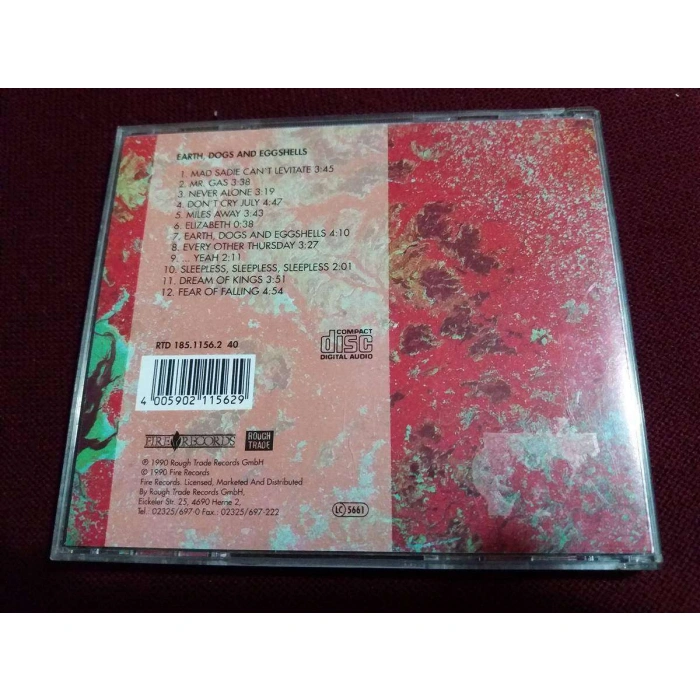 EARTH, DOGS AND EGGSHELLS
1. MAD SADIE CAN'T LEVITATE 3:45
2. MR. GAS 3:38
3. NEVER ALONE 3:19
4. DON'T CRY JULY 4:47
5. MILES AWAY 3:43
6. ELIZABETH 0:38
7. EARTH, DOGS AND EGGSHELLS 4:10
8. EVERY OTHER THURSDAY 3:27
9. ... YEAH 2:11
10. SLEEPLESS, SLEEPLESS, SLEEPLESS 2:01
11. DREAM OF KINGS 3:51
12. FEAR OF FALLING 4:54
RTD 185.1156.2 40
COMPACT
disc
DIGITAL AUDIO
4 005902 115629
FIRE RECORDS
ROUGH
TRADE
℗ 1990 Rough Trade Records GmbH
© 1990 Fire Records
Fire Records. Licensed, Marketed And Distributed
By Rough Trade Records GmbH,
Eickeler Str. 25, 4690 Herne 2,
Tel.: 02325/697-0 Fax.: 02325/697-222
LC 5661